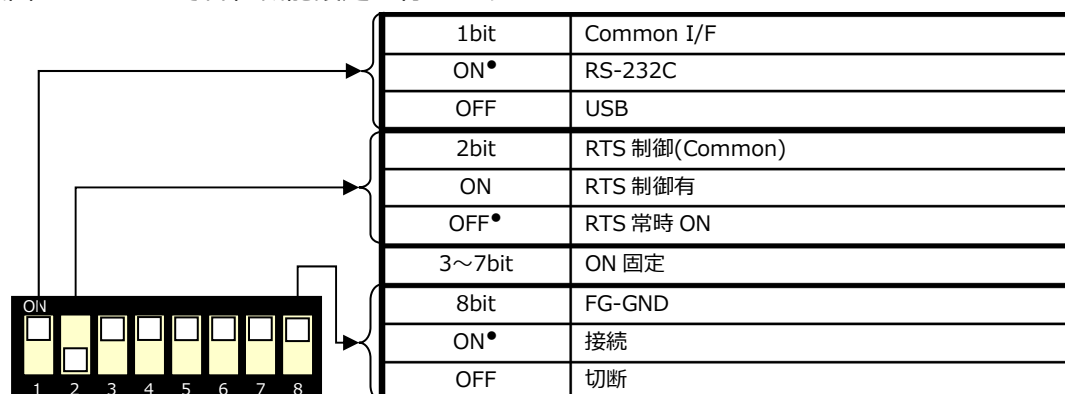 1bit Common I/F
ON● RS-232C
OFF USB
2bit RTS 制御(Common)
ON RTS 制御有
OFF● RTS 常時 ON
3～7bit ON 固定
8bit FG-GND
ON● 接続
OFF 切断
ON
1 2 3 4 5 6 7 8